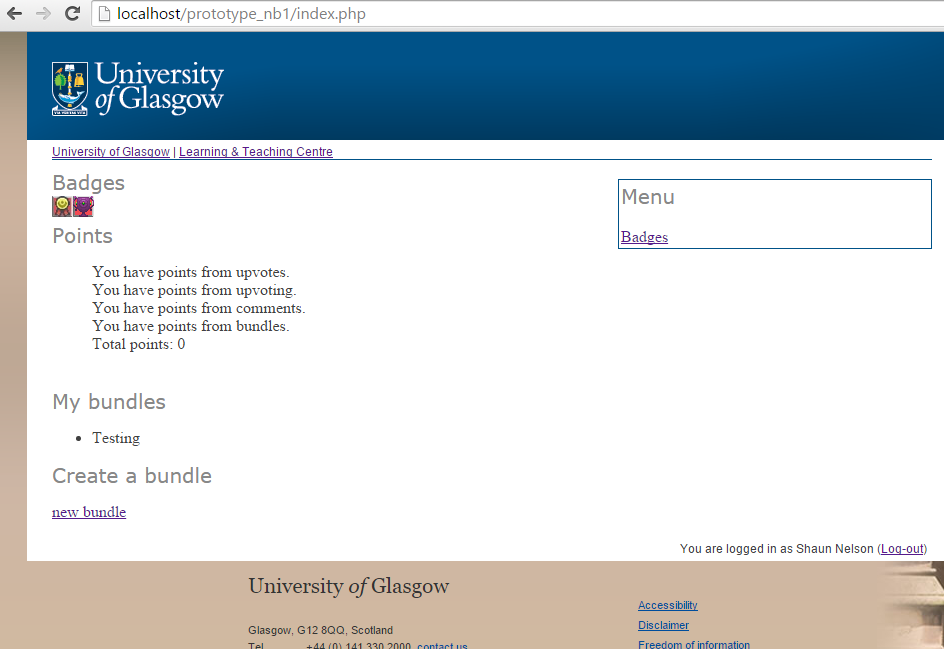 localhost/prototype_nb1/index.php
University
of Glasgow
University of Glasgow | Learning & Teaching Centre
Badges
Points
You have points from upvotes.
You have points from upvoting.
You have points from comments.
You have points from bundles.
Total points: 0
My bundles
• Testing
Create a bundle
new bundle
Menu
Badges
You are logged in as Shaun Nelson (Log-out)
University of Glasgow
Glasgow, G12 8QQ, Scotland
Tel +44 (0) 141 330 2000 contact us
Accessibility
Disclaimer
Freedom of information